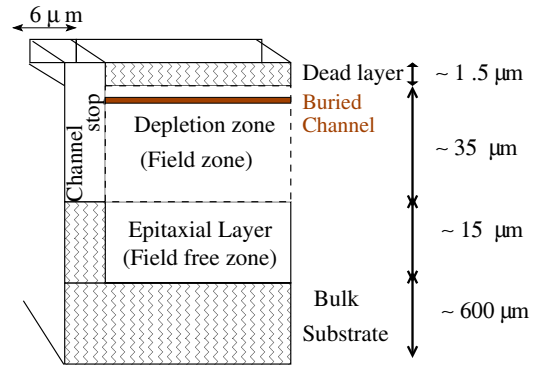 6 μ m
Dead layer
~ 1 .5 μm
Buried
Channel
Channel
stop
Depletion zone
(Field zone)
~ 35 μm
Epitaxial Layer
(Field free zone)
~ 15 μm
Bulk
Substrate
~ 600 μm